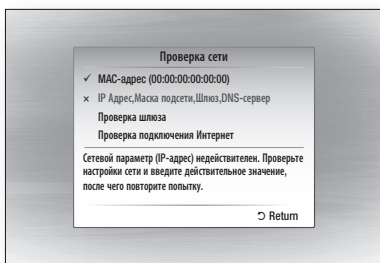 Проверка сети
✓ MAC-адрес (00:00:00:00:00:00)
× IP Адрес,Маска подсети,Шлюз,DNS-сервер
Проверка шлюза
Проверка подключения Интернет
Сетевой параметр (IP-адрес) недействителен. Проверьте
настройки сети и введите действительное значение,
после чего повторите попытку.
Return